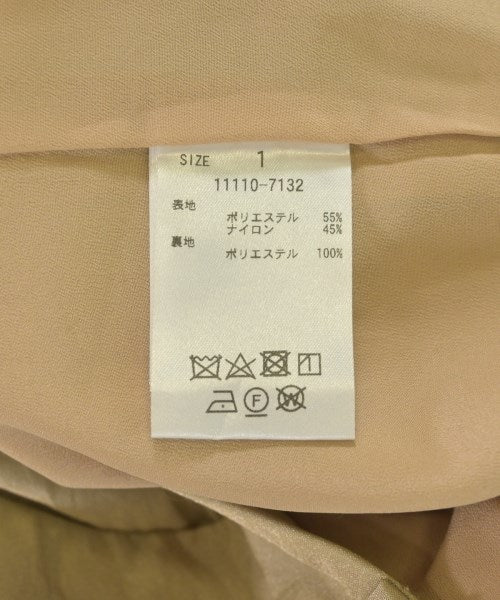 SIZE 1
11110-7132
表地
ポリエステル 55%
ナイロン 45%
裏地
ポリエステル 100%
F W